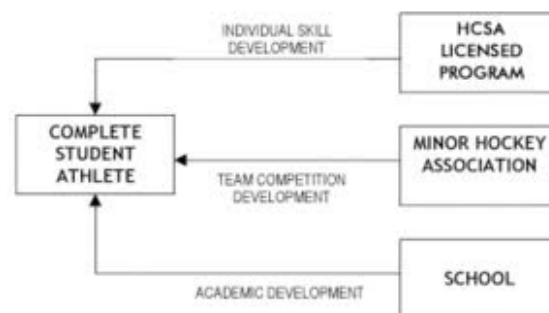 INDIVIDUAL SKILL
DEVELOPMENT
HCSA
LICENSED
PROGRAM
COMPLETE
STUDENT
ATHLETE
MINOR HOCKEY
ASSOCIATION
TEAM COMPETITION
DEVELOPMENT
SCHOOL
ACADEMIC DEVELOPMENT